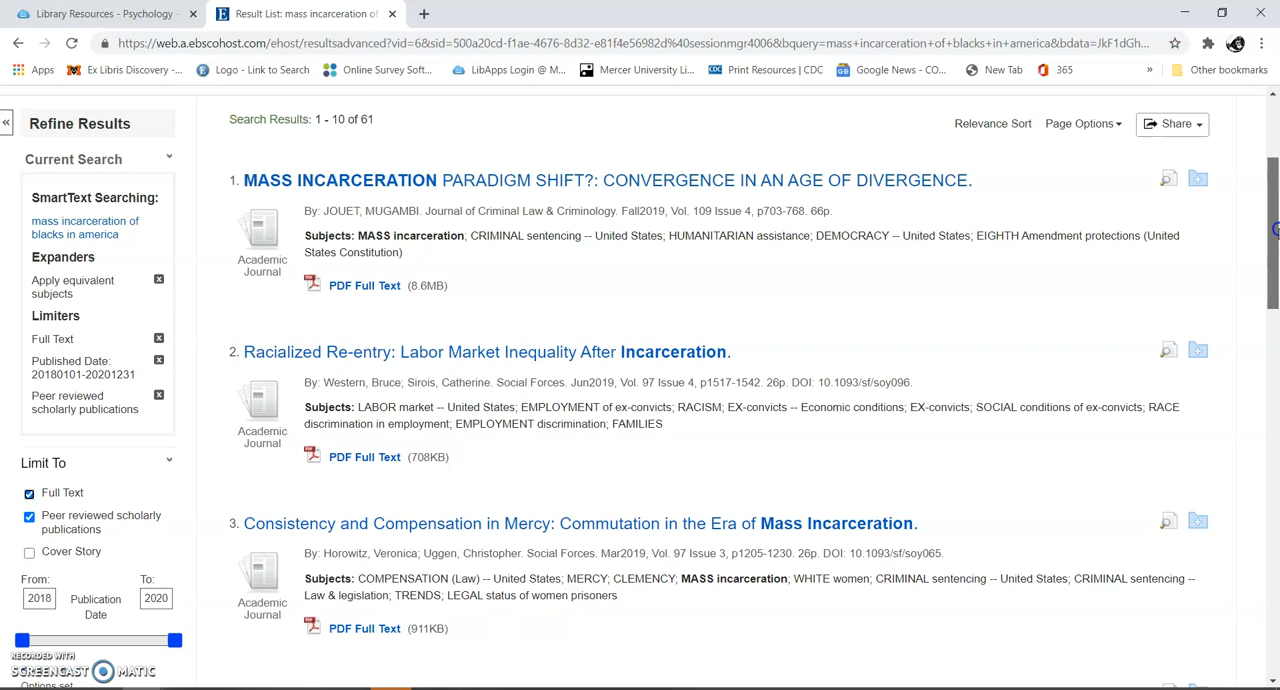 Library Resources - Psychology
Result List: mass incarceration of
https://web.a.ebscohost.com/ehost/resultsadvanced?vid=6&sid=500a20cd-f1ae-4676-8d32-e81f4e56982d%40sessionmgr4006&bquery=mass+incarceration+of+blacks+in+america&bdata=JkF1dGh...
Apps
Ex Libris Discovery -...
Logo - Link to Search
Online Survey Soft...
LibApps Login @ M...
Mercer University Li...
CDC
Print Resources | CDC
Google News - CO...
New Tab
365
»
Other bookmarks
«
Refine Results
Current Search
SmartText Searching:
mass incarceration of
blacks in america
Expanders
Apply equivalent
subjects
Limiters
Full Text
Published Date:
20180101-20201231
Peer reviewed
scholarly publications
Limit To
Full Text
Peer reviewed scholarly
publications
Cover Story
From:
To:
2018
Publication
Date
2020
RECORDED WITH
SCREENCAST MATIC
Options set
Search Results: 1 - 10 of 61
Relevance Sort
Page Options
Share
1. MASS INCARCERATION PARADIGM SHIFT?: CONVERGENCE IN AN AGE OF DIVERGENCE.
By: JOUET, MUGAMBI. Journal of Criminal Law & Criminology. Fall2019, Vol. 109 Issue 4, p703-768. 66p.
Subjects: MASS incarceration; CRIMINAL sentencing -- United States; HUMANITARIAN assistance; DEMOCRACY -- United States; EIGHTH Amendment protections (United
States Constitution)
Academic
Journal
PDF Full Text (8.6MB)
2. Racialized Re-entry: Labor Market Inequality After Incarceration.
By: Western, Bruce; Sirois, Catherine. Social Forces. Jun2019, Vol. 97 Issue 4, p1517-1542. 26p. DOI: 10.1093/sf/soy096.
Subjects: LABOR market -- United States; EMPLOYMENT of ex-convicts; RACISM; EX-convicts -- Economic conditions; EX-convicts; SOCIAL conditions of ex-convicts; RACE
discrimination in employment; EMPLOYMENT discrimination; FAMILIES
Academic
Journal
PDF Full Text (708KB)
3. Consistency and Compensation in Mercy: Commutation in the Era of Mass Incarceration.
By: Horowitz, Veronica; Uggen, Christopher. Social Forces. Mar2019, Vol. 97 Issue 3, p1205-1230. 26p. DOI: 10.1093/sf/soy065.
Subjects: COMPENSATION (Law) -- United States; MERCY; CLEMENCY; MASS incarceration; WHITE women; CRIMINAL sentencing -- United States; CRIMINAL sentencing --
Law & legislation; TRENDS; LEGAL status of women prisoners
Academic
Journal
PDF Full Text (911KB)